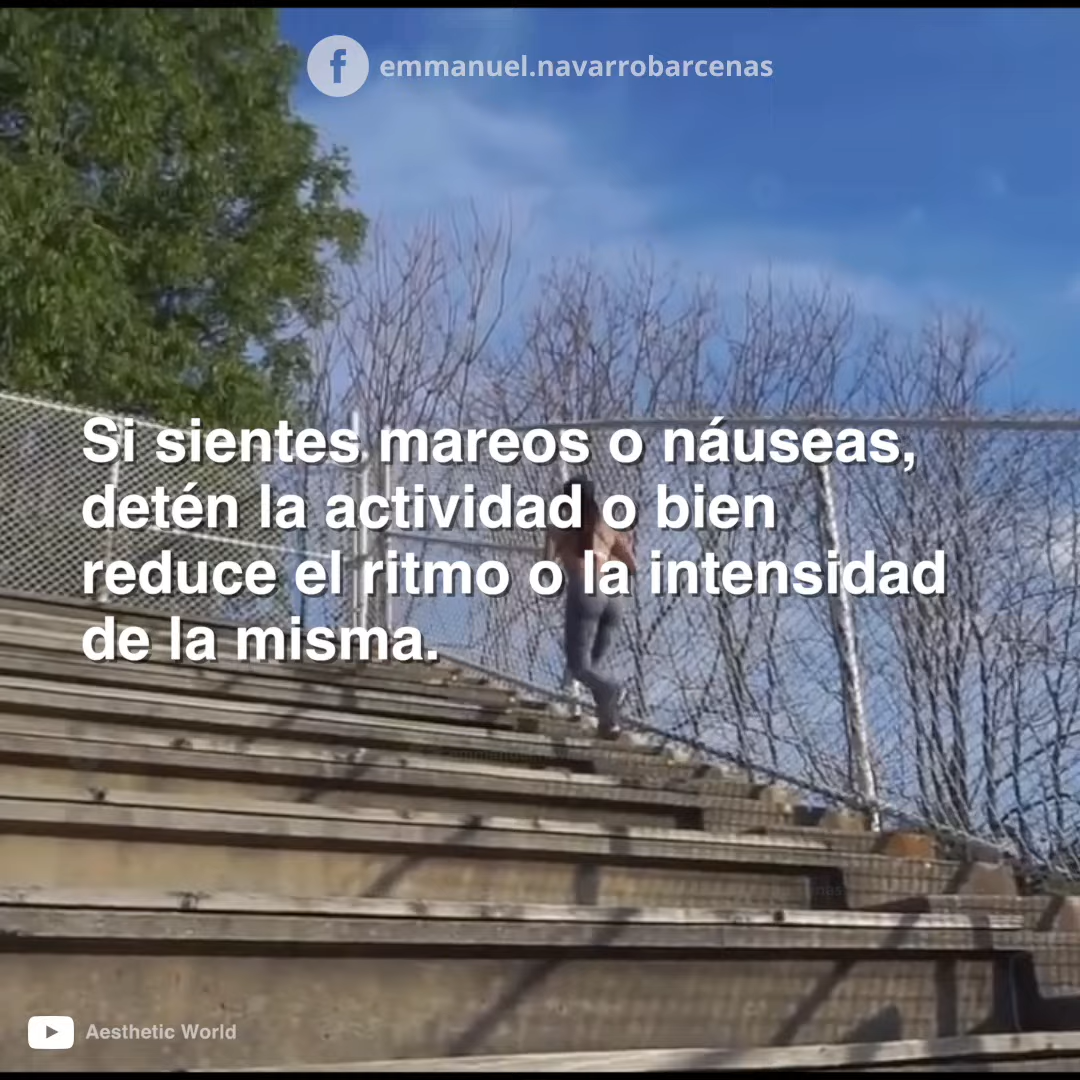 emmanuel.navarrobarcenas
Si sientes mareos o náuseas,
detén la actividad o bien
reduce el ritmo o la intensidad
de la misma.
Aesthetic World